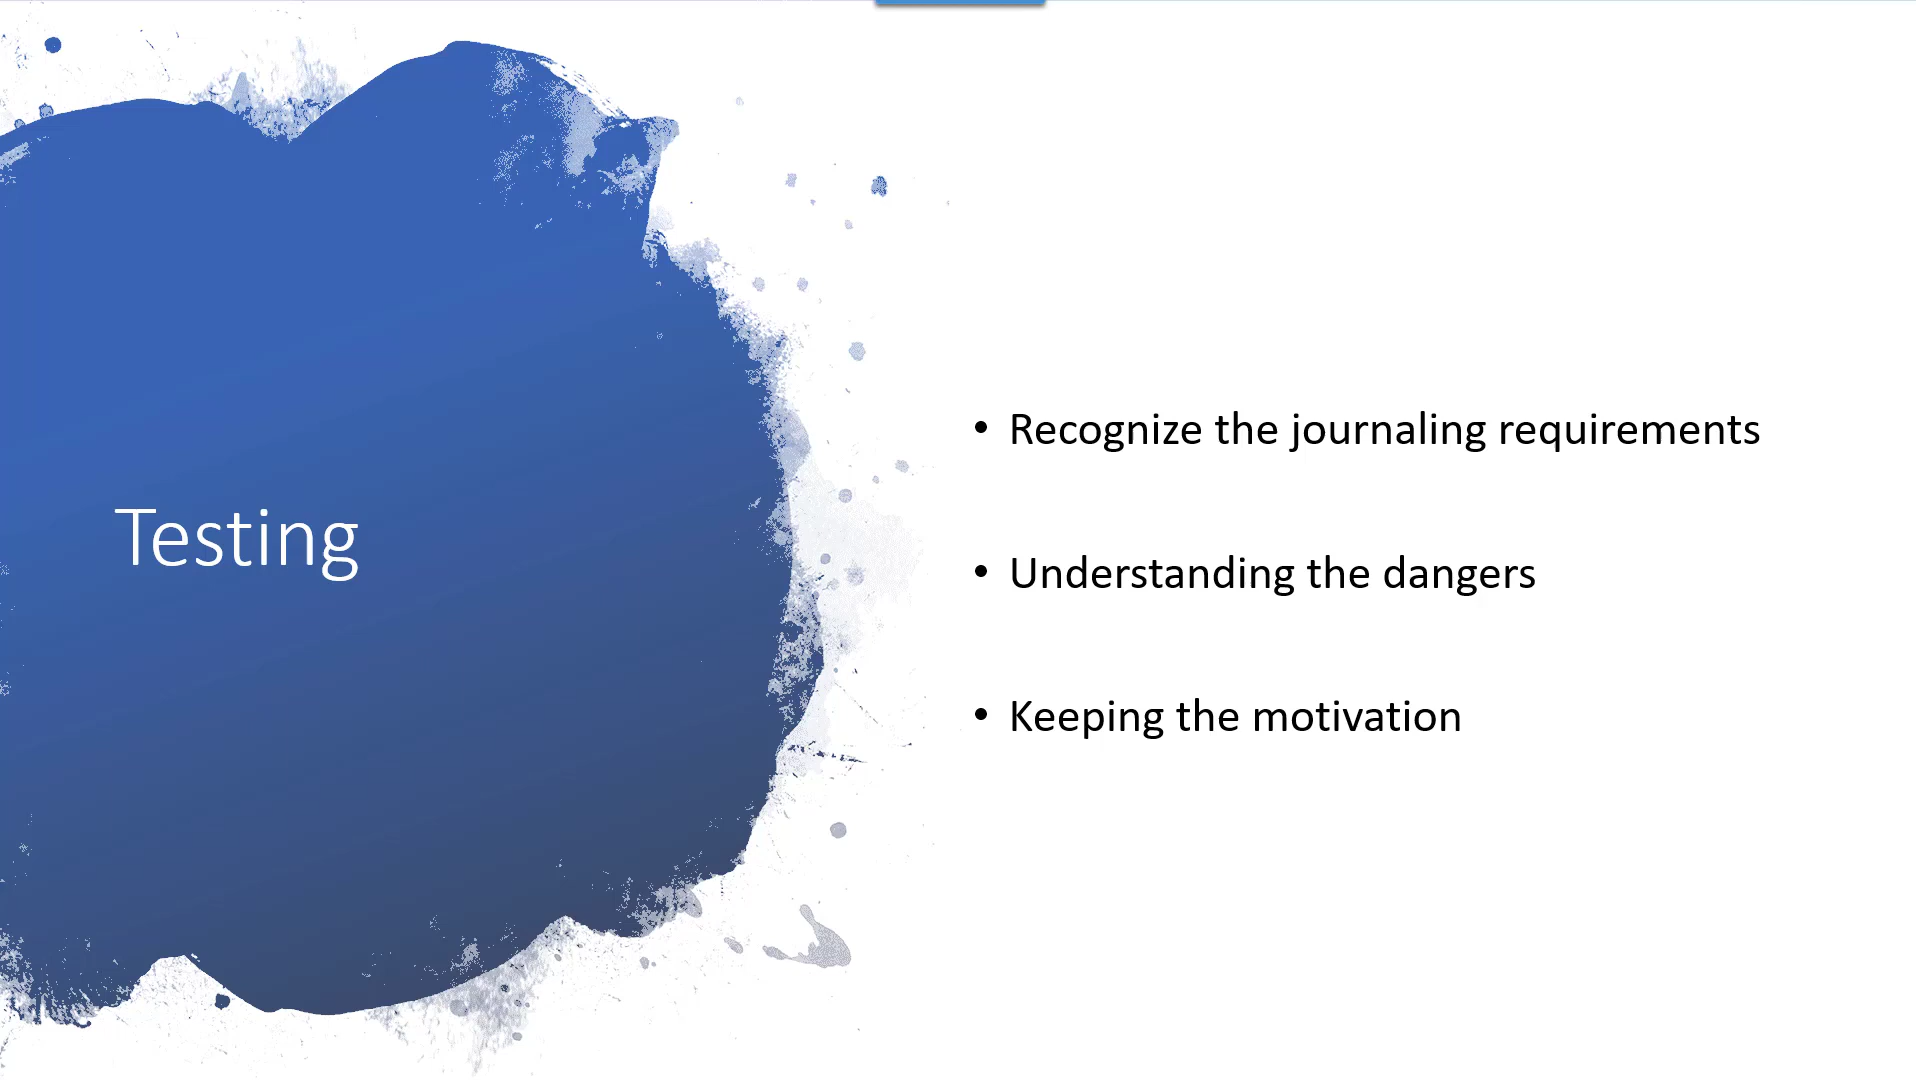 Testing
• Recognize the journaling requirements
• Understanding the dangers
• Keeping the motivation